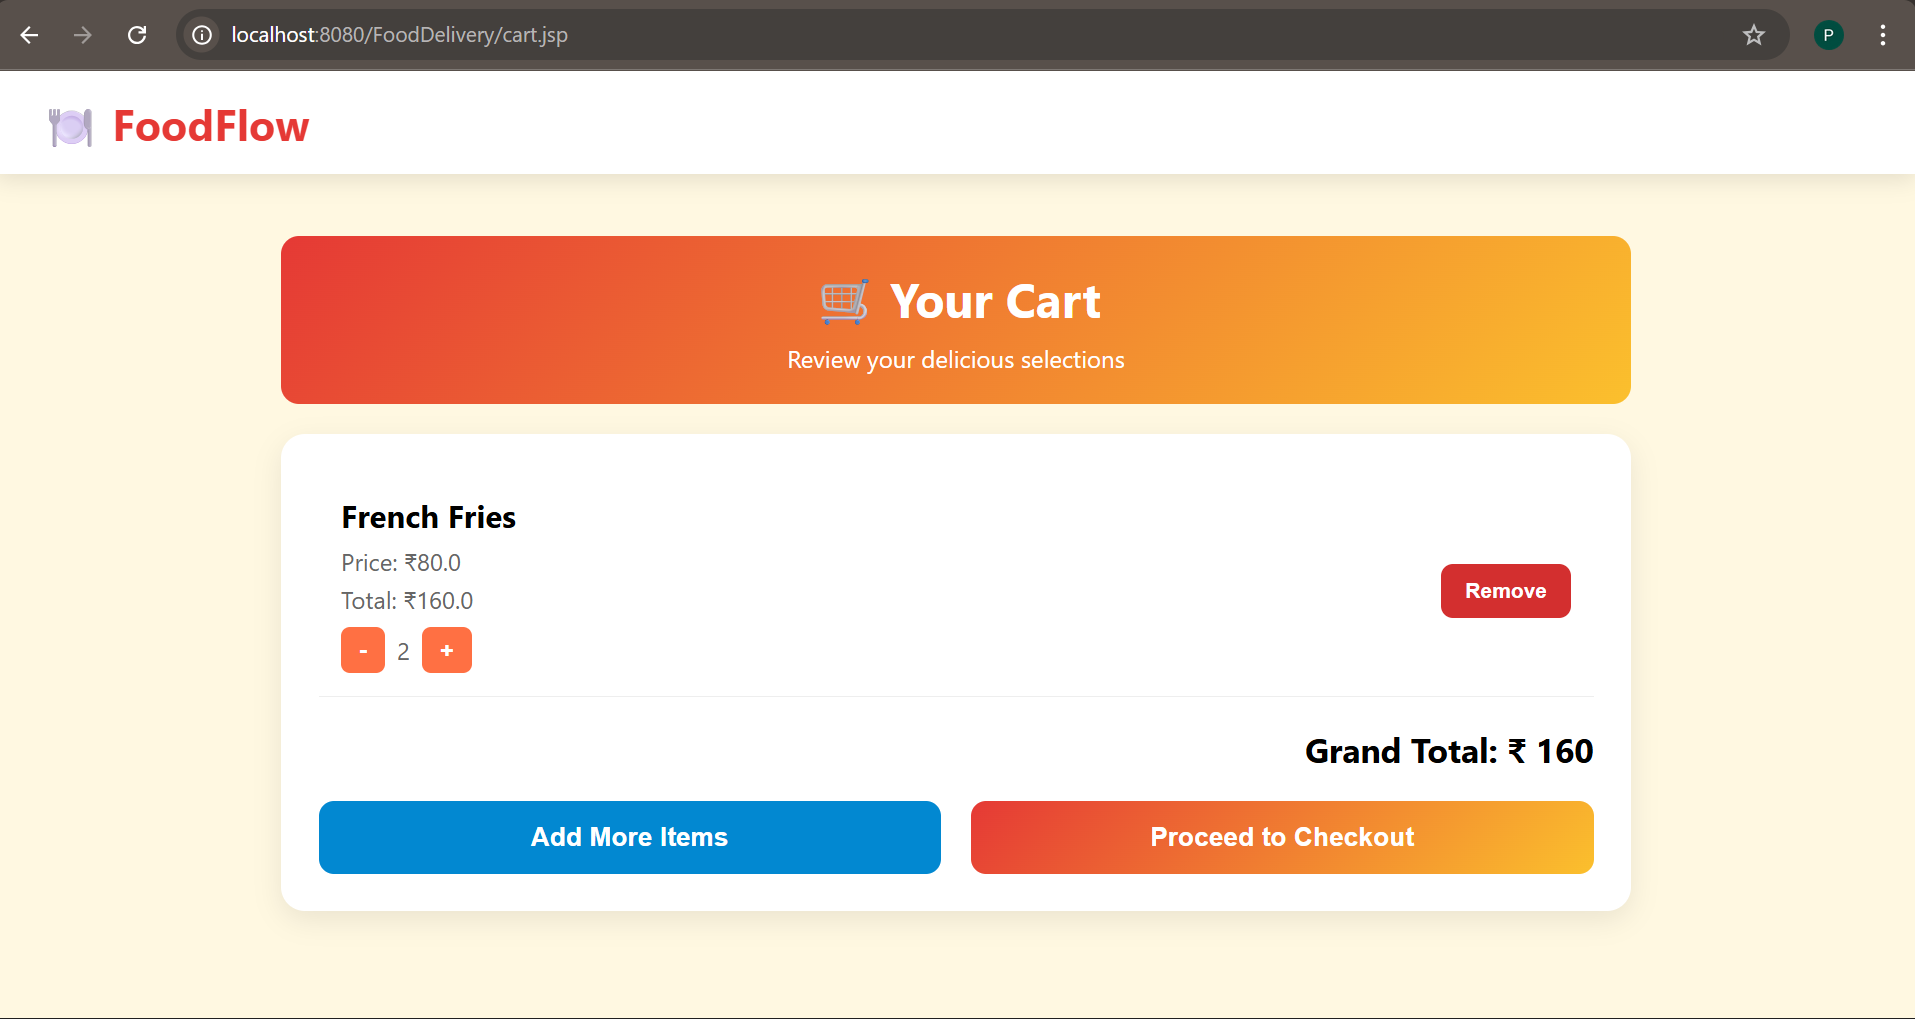 localhost:8080/FoodDelivery/cart.jsp
P
FoodFlow
Your Cart
Review your delicious selections
French Fries
Price: ₹80.0
Total: ₹160.0
- 2 +
Remove
Grand Total: ₹ 160
Add More Items
Proceed to Checkout